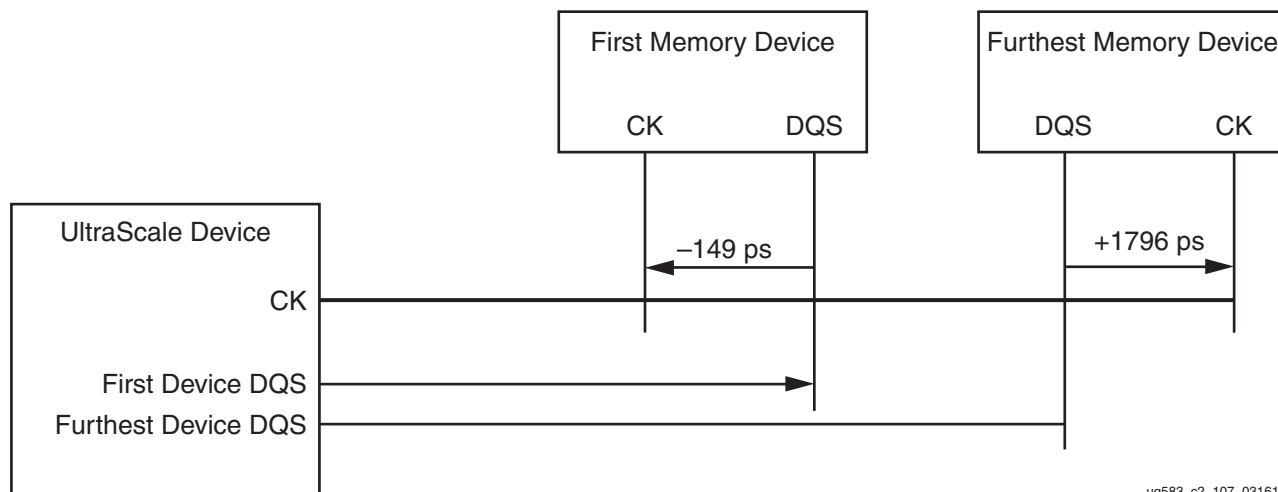 First Memory Device
Furthest Memory Device
CK
DQS
DQS
CK
UltraScale Device
–149 ps
+1796 ps
CK
First Device DQS
Furthest Device DQS
ug583_c2_107_03161